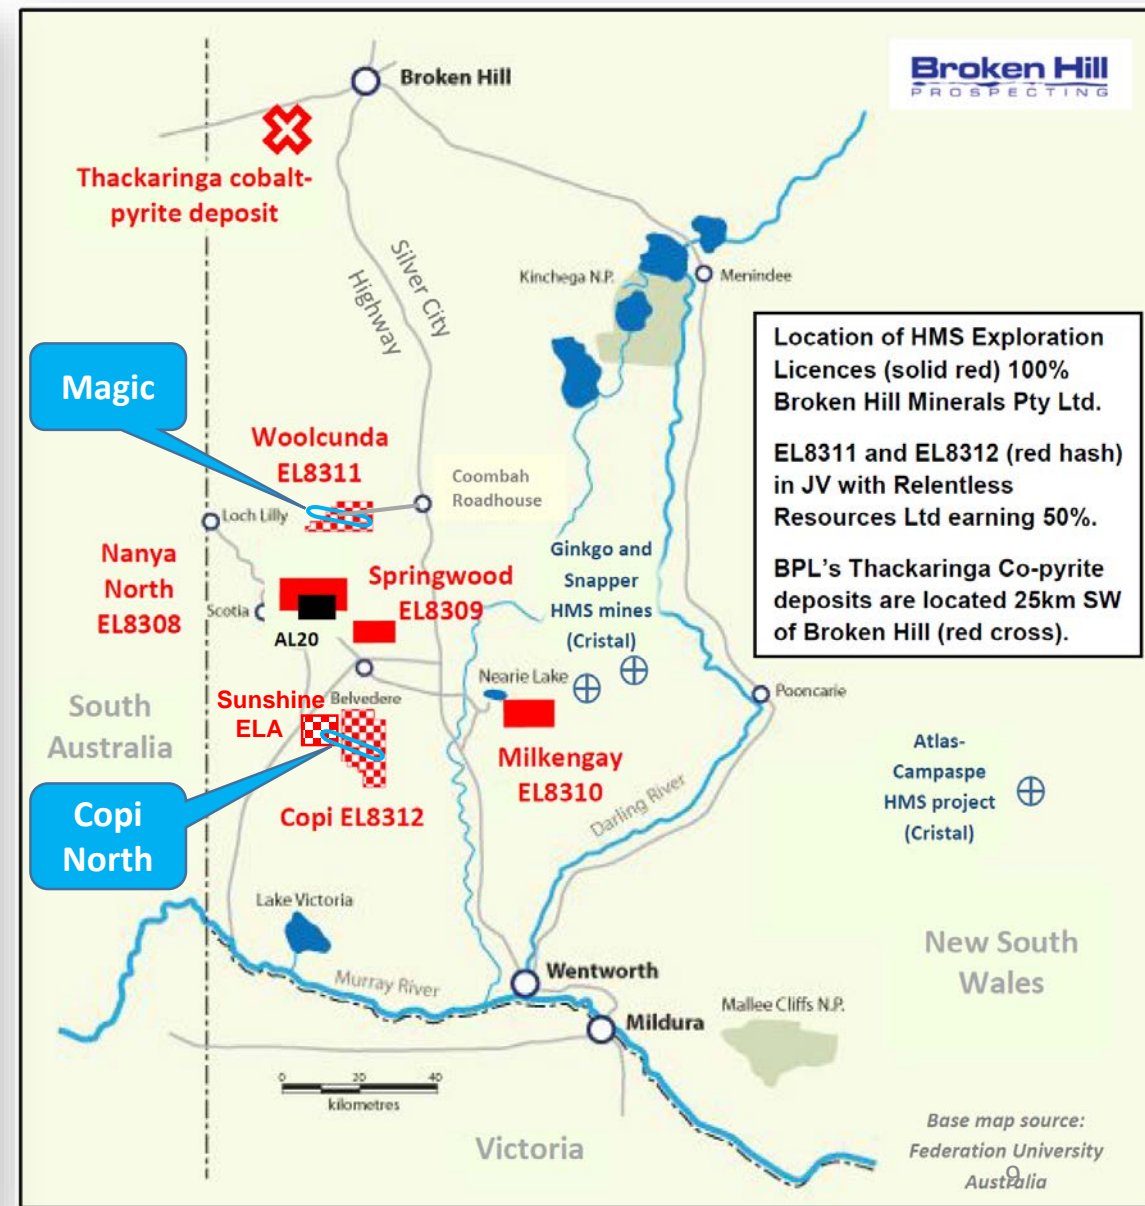 Broken Hill
Broken Hill
PROSPECTING
Thackaringa cobalt-
pyrite deposit
Silver City
Highway
Kinchega N.P.
Menindee
Location of HMS Exploration
Licences (solid red) 100%
Broken Hill Minerals Pty Ltd.
EL8311 and EL8312 (red hash)
in JV with Relentless
Resources Ltd earning 50%.
BPL's Thackaringa Co-pyrite
deposits are located 25km SW
of Broken Hill (red cross).
Magic
Woolcunda
EL8311
Coombah
Roadhouse
Loch Lilly
Nanya
North
EL8308
Scotia
AL20
Springwood
EL8309
Ginkgo and
Snapper
HMS mines
(Cristal)
Nearie Lake
Belvedere
Sunshine
ELA
South
Australia
Pooncarie
Milkengay
EL8310
Atlas-
Campaspe
HMS project
(Cristal)
Copi
North
Copi EL8312
Darling River
Lake Victoria
Murray River
Wentworth
Mildura
New South
Wales
Mallee Cliffs N.P.
0 20 40
kilometres
Victoria
Base map source:
Federation University
Australia
9